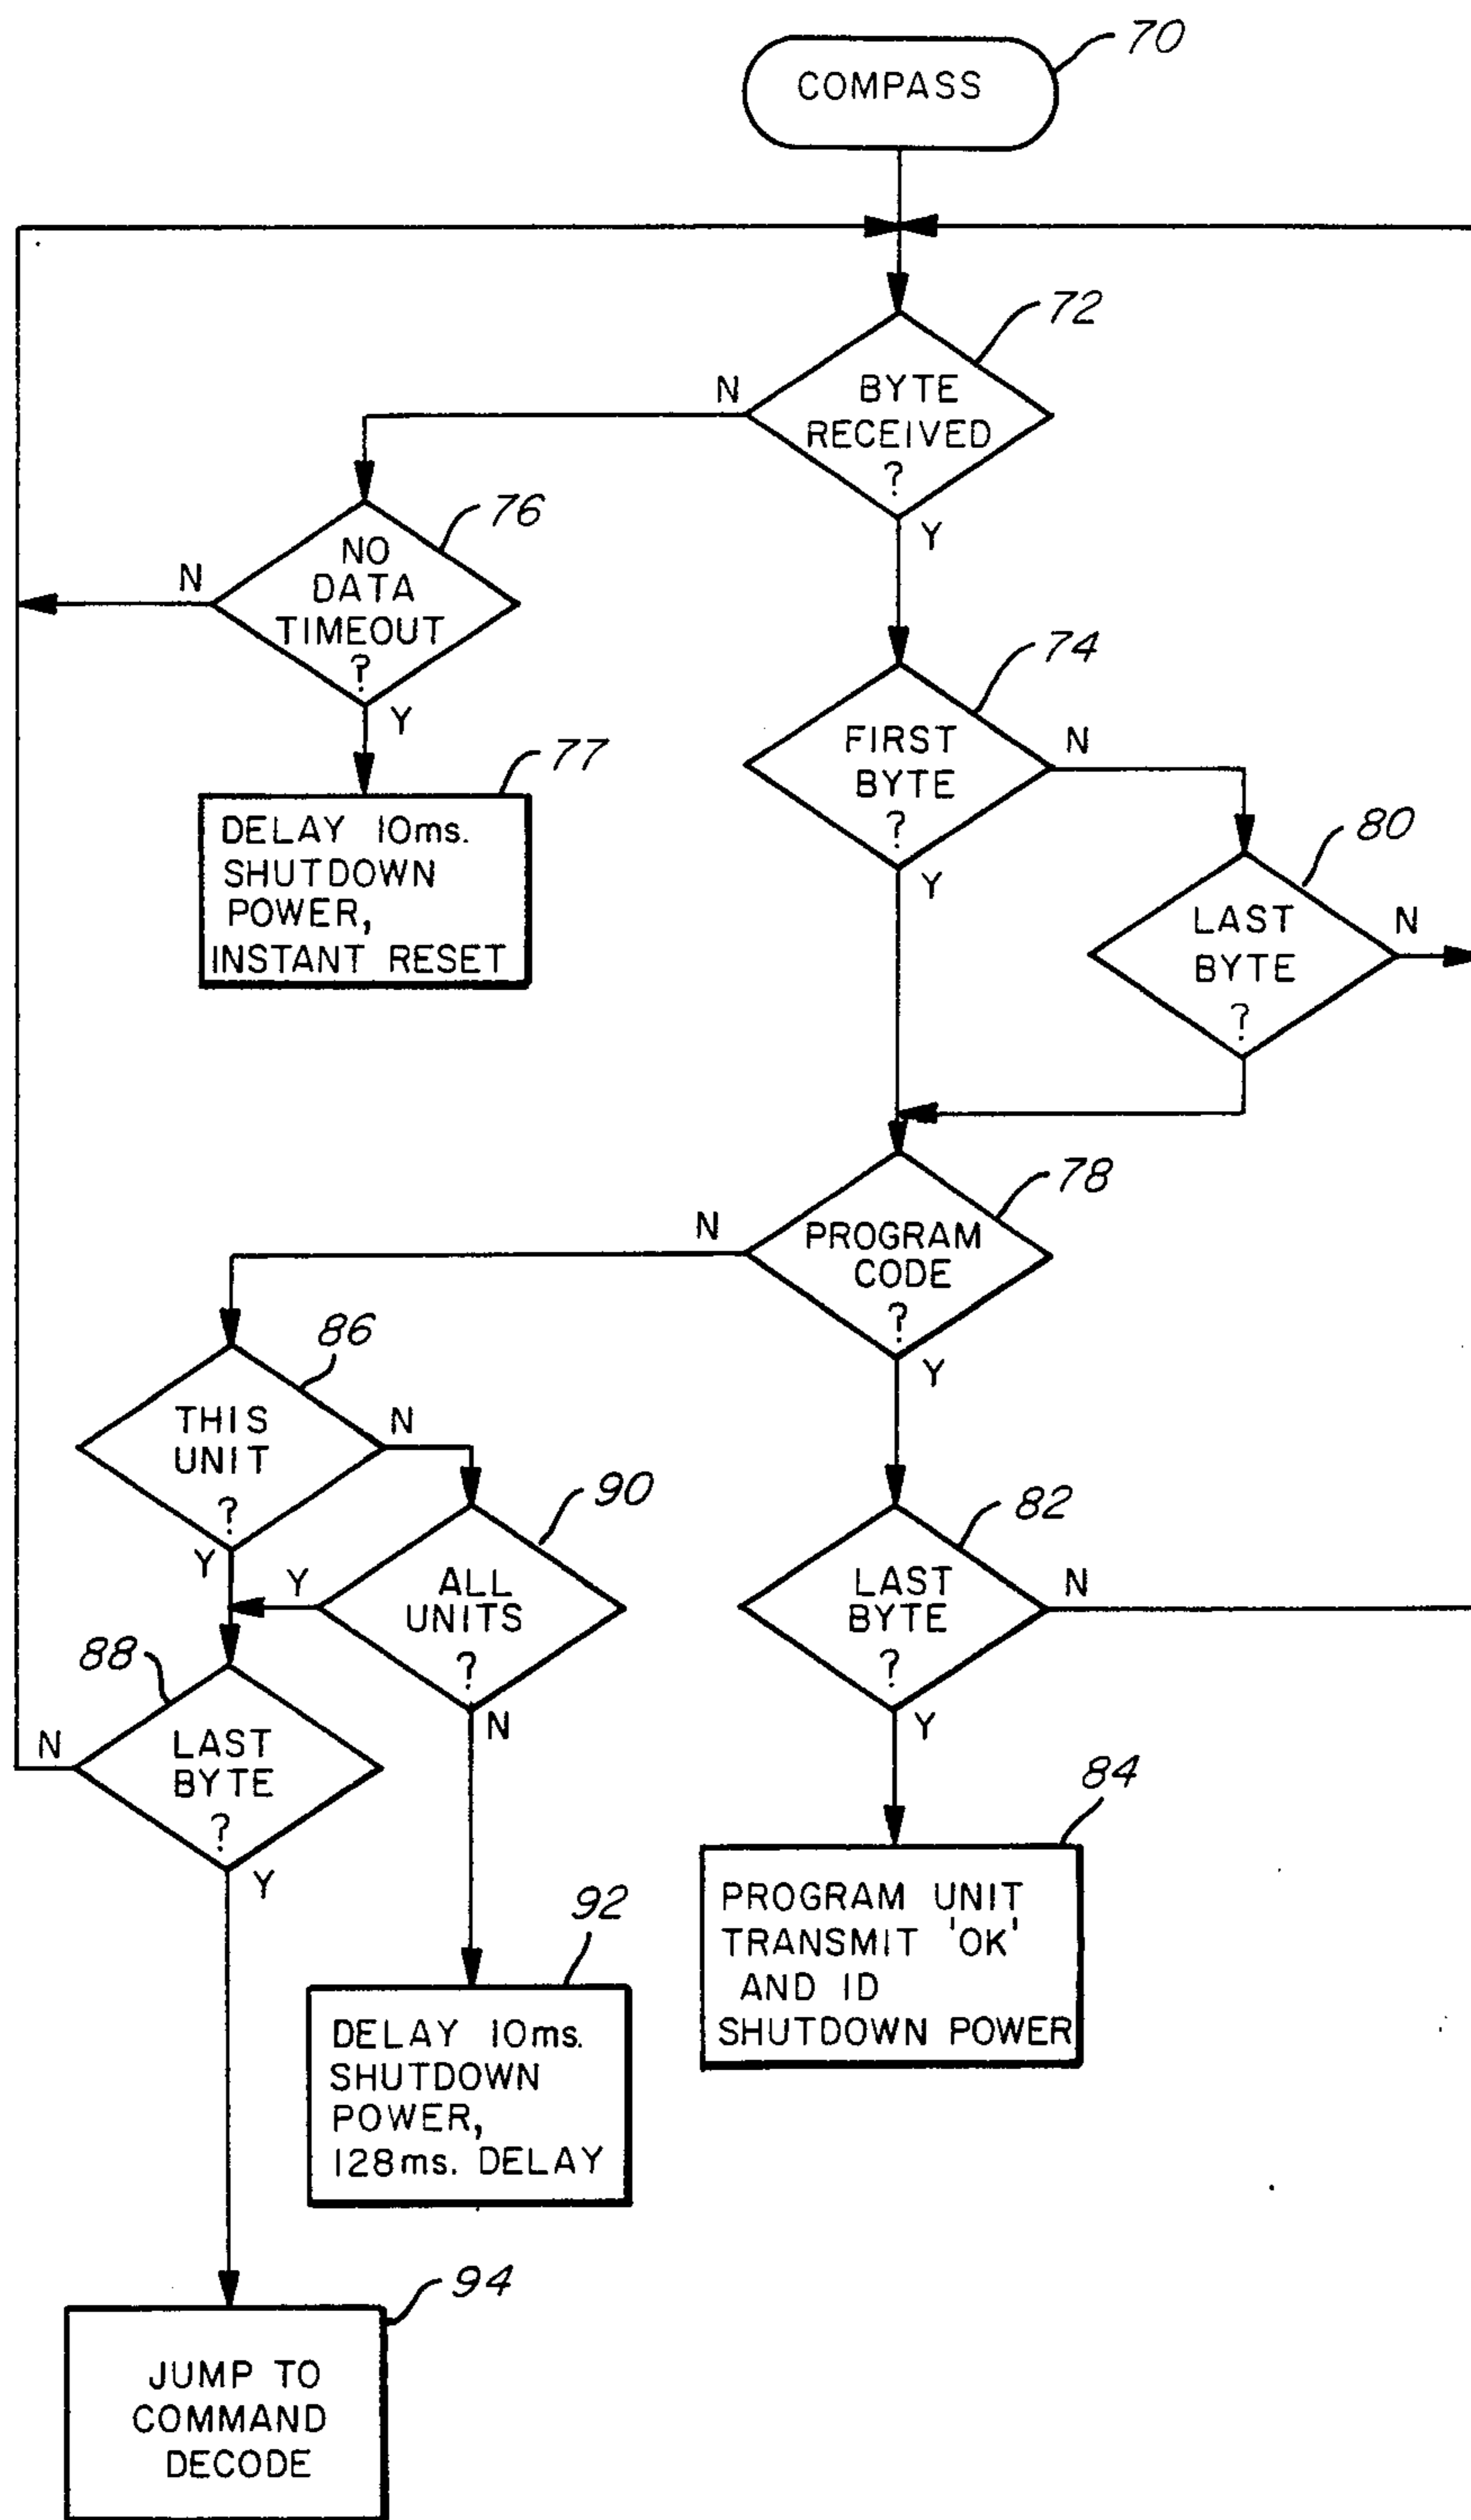 70
COMPASS
72
N
BYTE
RECEIVED
?
Y
76
NO
DATA
TIMEOUT
?
N
Y
74
FIRST
BYTE
?
N
Y
77
DELAY 10ms.
SHUTDOWN
POWER,
INSTANT RESET
80
LAST
BYTE
?
N
78
N
PROGRAM
CODE
?
Y
86
THIS
UNIT
?
N
Y
90
Y
ALL
UNITS
?
N
82
LAST
BYTE
?
N
Y
88
N
LAST
BYTE
?
Y
84
PROGRAM UNIT
TRANSMIT 'OK'
AND ID
SHUTDOWN POWER
92
DELAY 10ms.
SHUTDOWN
POWER,
128ms. DELAY
94
JUMP TO
COMMAND
DECODE